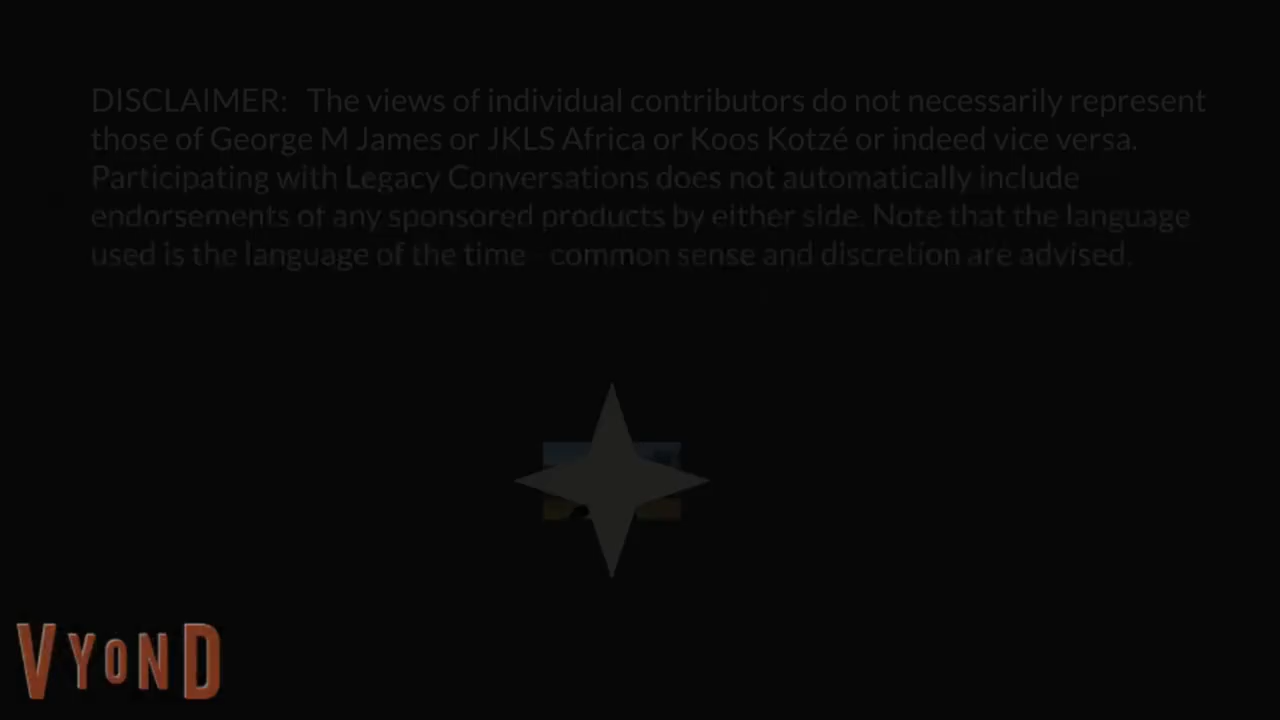 DISCLAIMER: The views of individual contributors do not necessarily represent
those of George M James or JKLS Africa or Koos Kotzé or indeed vice versa.
Participating with Legacy Conversations does not automatically include
endorsements of any sponsored products by either side. Note that the language
used is the language of the time - common sense and discretion are advised.
VYOND